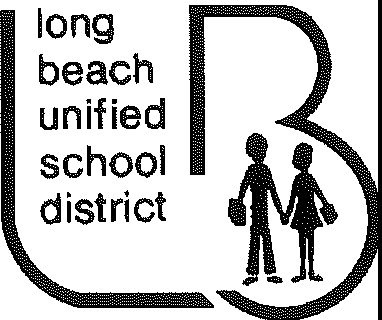 long
beach
unified
school
district